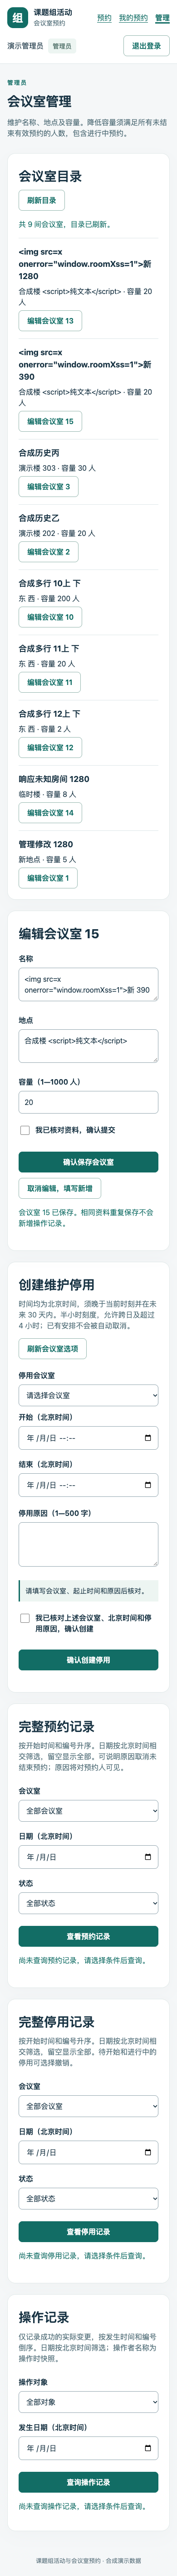 组
课题组活动
会议室预约
预约
我的预约
管理
演示管理员
管理员
退出登录
管理员
会议室管理
维护名称、地点及容量。降低容量须满足所有未结
束有效预约的人数，包含进行中预约。
会议室目录
刷新目录
共 9 间会议室，目录已刷新。
<img src=x
onerror="window.roomXss=1">新
1280
合成楼 <script>纯文本</script> · 容量 20
人
编辑会议室 13
<img src=x
onerror="window.roomXss=1">新
390
合成楼 <script>纯文本</script> · 容量 20
人
编辑会议室 15
合成历史丙
演示楼 303 · 容量 30 人
编辑会议室 3
合成历史乙
演示楼 202 · 容量 20 人
编辑会议室 2
合成多行 10上 下
东 西 · 容量 200 人
编辑会议室 10
合成多行 11上 下
东 西 · 容量 20 人
编辑会议室 11
合成多行 12上 下
东 西 · 容量 2 人
编辑会议室 12
响应未知房间 1280
临时楼 · 容量 8 人
编辑会议室 14
管理修改 1280
新地点 · 容量 5 人
编辑会议室 1
编辑会议室 15
名称
<img src=x
onerror="window.roomXss=1">新 390
地点
合成楼 <script>纯文本</script>
容量（1—1000 人）
20
我已核对资料，确认提交
确认保存会议室
取消编辑，填写新增
会议室 15 已保存。相同资料重复保存不会
新增操作记录。
创建维护停用
时间均为北京时间，须晚于当前时刻并在未
来 30 天内。半小时刻度，允许跨日及超过
4 小时；已有安排不会被自动取消。
刷新会议室选项
停用会议室
请选择会议室
开始（北京时间）
年 /月/日 --:--
结束（北京时间）
年 /月/日 --:--
停用原因（1—500 字）
请填写会议室、起止时间和原因后核对。
我已核对上述会议室、北京时间和停
用原因，确认创建
确认创建停用
完整预约记录
按开始时间和编号升序。日期按北京时间相
交筛选，留空显示全部。可说明原因取消未
结束预约；原因将对预约人可见。
会议室
全部会议室
日期（北京时间）
年 /月/日
状态
全部状态
查看预约记录
尚未查询预约记录，请选择条件后查询。
完整停用记录
按开始时间和编号升序。日期按北京时间相
交筛选，留空显示全部。待开始和进行中的
停用可选择撤销。
会议室
全部会议室
日期（北京时间）
年 /月/日
状态
全部状态
查看停用记录
尚未查询停用记录，请选择条件后查询。
操作记录
仅记录成功的实际变更，按发生时间和编号
倒序。日期按北京时间筛选；操作者名称为
操作时快照。
操作对象
全部对象
发生日期（北京时间）
年 /月/日
查询操作记录
尚未查询操作记录，请选择条件后查询。
课题组活动与会议室预约 · 合成演示数据